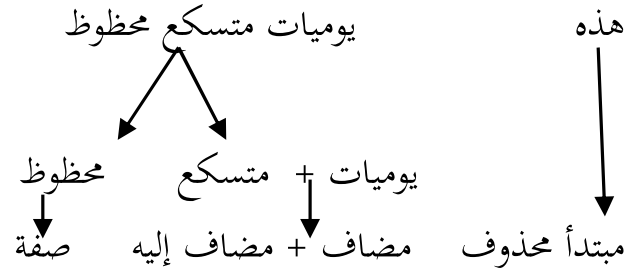 هذه يوميات متسكع محظوظ
يوميات + متسكع محظوظ
مبتدأ محذوف مضاف + مضاف إليه صفة